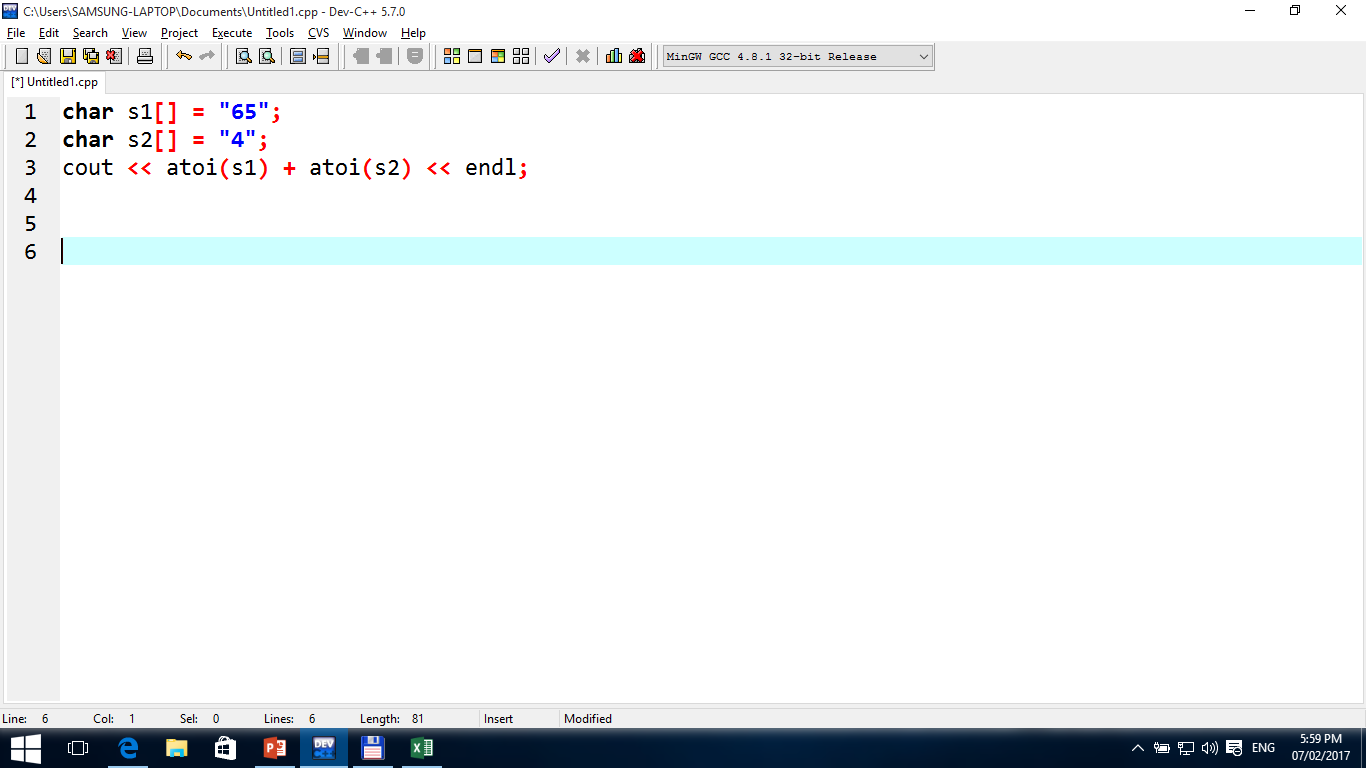 C:\Users\SAMSUNG-LAPTOP\Documents\Untitled1.cpp - Dev-C++ 5.7.0
File Edit Search View Project Execute Tools CVS Window Help
MinGW GCC 4.8.1 32-bit Release
[*] Untitled1.cpp
1 char s1[] = "65";
2 char s2[] = "4";
3 cout << atoi(s1) + atoi(s2) << endl;
4
5
6
Line: 6 Col: 1 Sel: 0 Lines: 6 Length: 81 Insert Modified
DEV
ENG
5:59 PM
07/02/2017